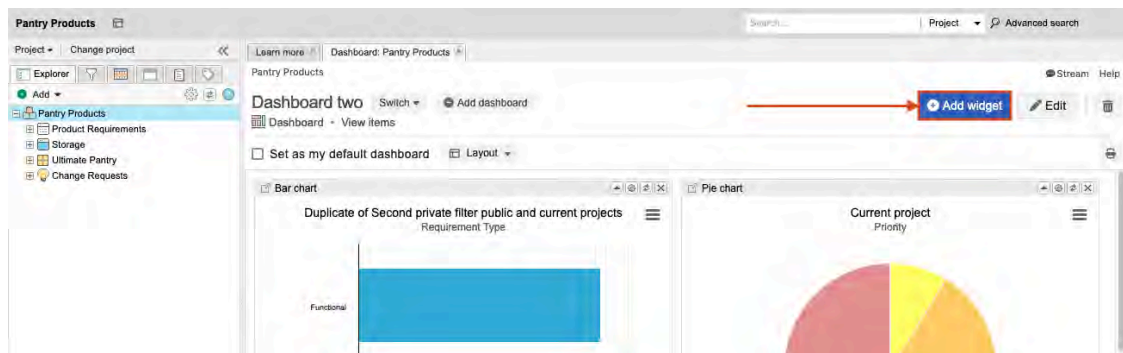 Pantry Products
Search... Project Advanced search
Project Change project
Learn more Dashboard: Pantry Products
Explorer
Add
Pantry Products
Product Requirements
Storage
Ultimate Pantry
Change Requests
Pantry Products
Stream Help
Dashboard two Switch Add dashboard
Add widget Edit
Dashboard - View items
Set as my default dashboard Layout
Bar chart
Duplicate of Second private filter public and current projects
Requirement Type
Functional
Pie chart
Current project
Priority